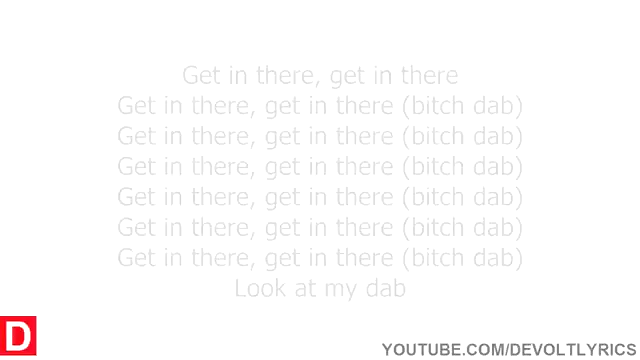 Get in there, get in there
Get in there, get in there (bitch dab)
Get in there, get in there (bitch dab)
Get in there, get in there (bitch dab)
Get in there, get in there (bitch dab)
Get in there, get in there (bitch dab)
Get in there, get in there (bitch dab)
Look at my dab
D
YOUTUBE.COM/DEVOLTLYRICS